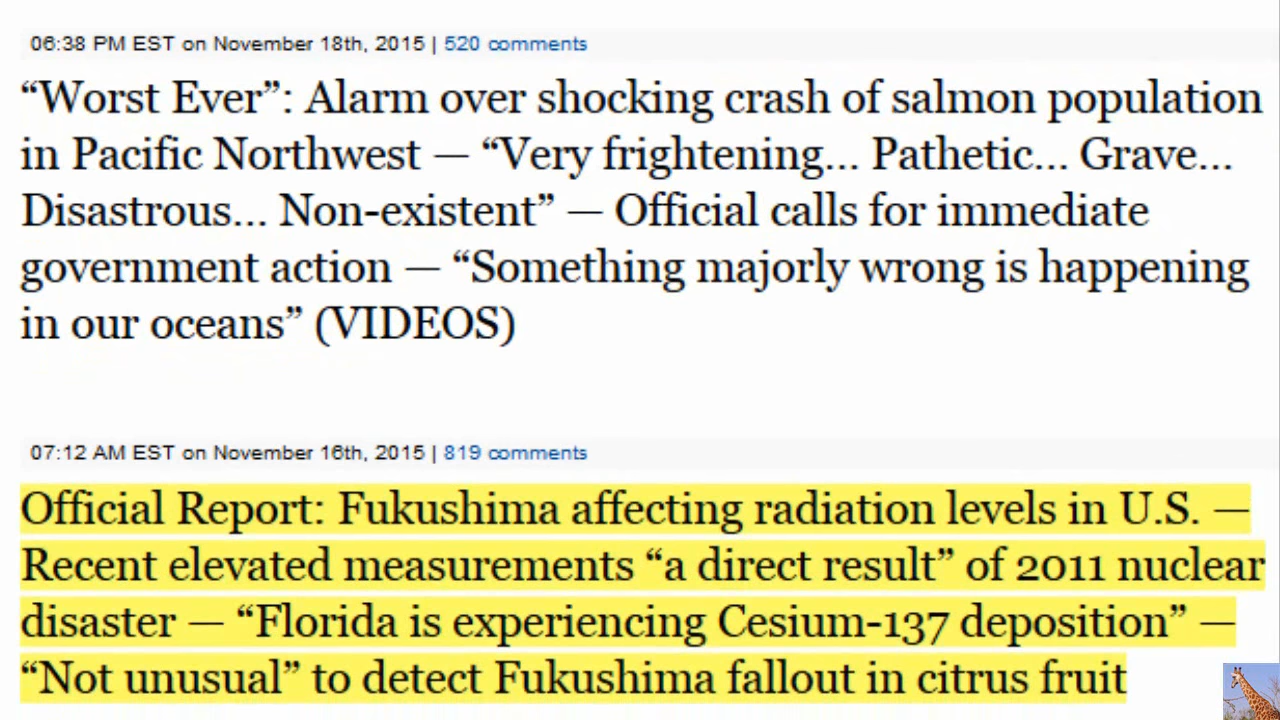 06:38 PM EST on November 18th, 2015 | 520 comments
“Worst Ever”: Alarm over shocking crash of salmon population
in Pacific Northwest — “Very frightening… Pathetic… Grave…
Disastrous… Non-existent” — Official calls for immediate
government action — “Something majorly wrong is happening
in our oceans” (VIDEOS)
07:12 AM EST on November 16th, 2015 | 819 comments
Official Report: Fukushima affecting radiation levels in U.S. —
Recent elevated measurements “a direct result” of 2011 nuclear
disaster — “Florida is experiencing Cesium-137 deposition” —
“Not unusual” to detect Fukushima fallout in citrus fruit